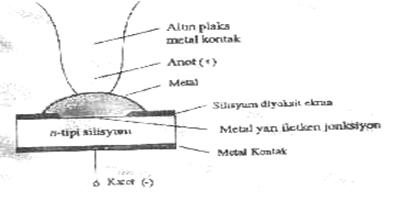 Altın plaka
metal kontak
Anot (+)
Metal
Silisyum diyoksit ekran
n-tipi silisyum
Metal yarı iletken jonksiyon
Metal Kontak
Katot (-)